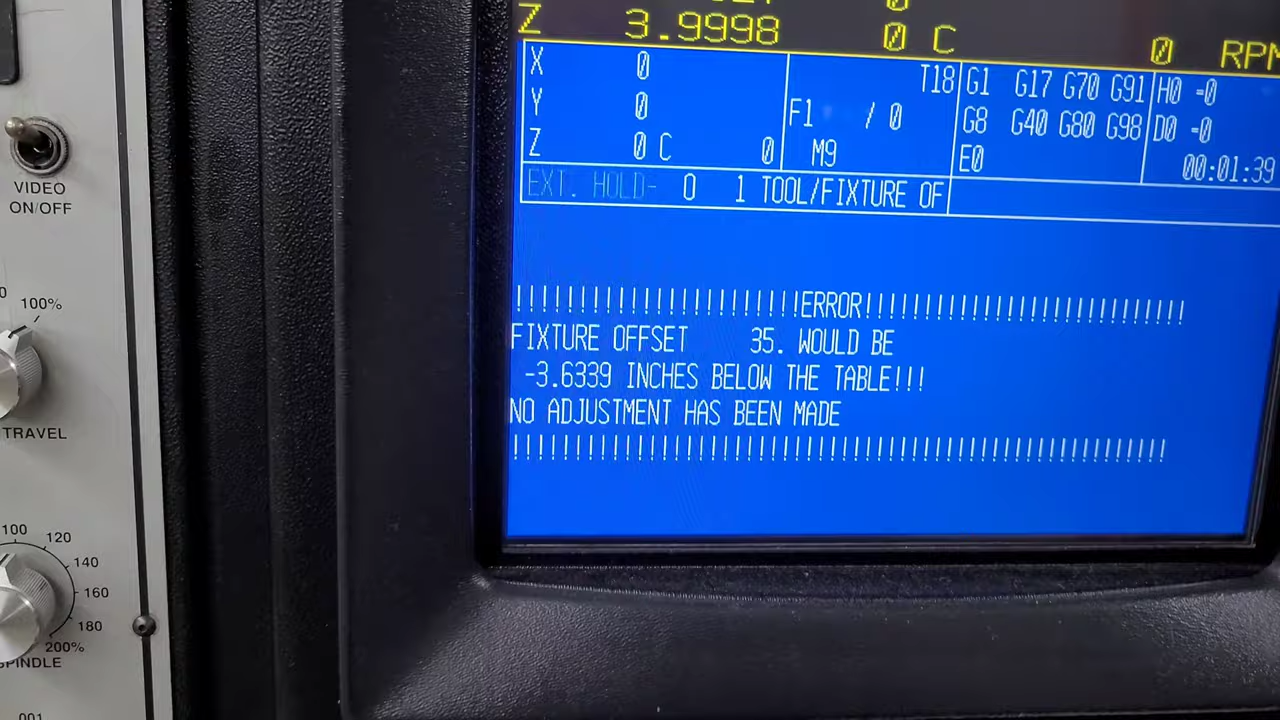 Z 3.9998 0 C 0 RPM
X 0 T18 G1 G17 G70 G91 H0 =0
Y 0 F1 / 0 G8 G40 G80 G98 D0 =0
Z 0 C 0 M9 E0 00:01:39
EXT. HOLD- 0 1 TOOL/FIXTURE OF
!!!!!!!!!!!!!!!!!!!!!!!ERROR!!!!!!!!!!!!!!!!!!!!!!!!!!
FIXTURE OFFSET 35. WOULD BE
-3.6339 INCHES BELOW THE TABLE!!!
NO ADJUSTMENT HAS BEEN MADE
!!!!!!!!!!!!!!!!!!!!!!!!!!!!!!!!!!!!!!!!!!!!!!!!!!!!!
VIDEO
ON/OFF
0 100%
TRAVEL
100 120
140
160
180
200%
SPINDLE
.001